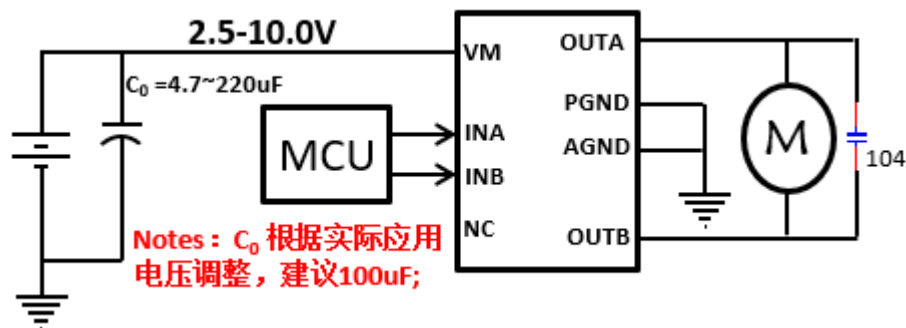 2.5-10.0V
C₀ =4.7~220uF
VM
OUTA
PGND
INA
MCU
AGND
M
104
INB
NC
OUTB
Notes：C₀ 根据实际应用
电压调整，建议100uF;